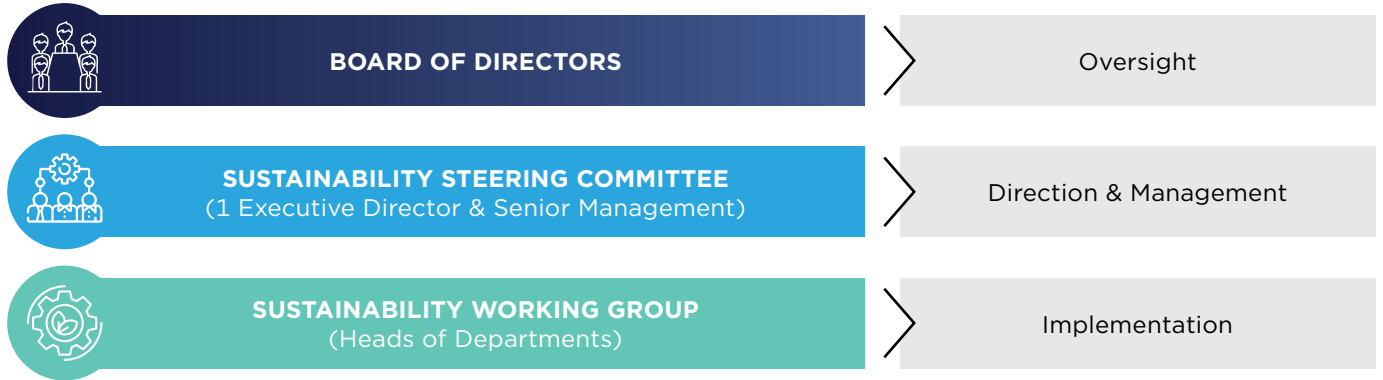 BOARD OF DIRECTORS
Oversight
SUSTAINABILITY STEERING COMMITTEE
(1 Executive Director & Senior Management)
Direction & Management
SUSTAINABILITY WORKING GROUP
(Heads of Departments)
Implementation